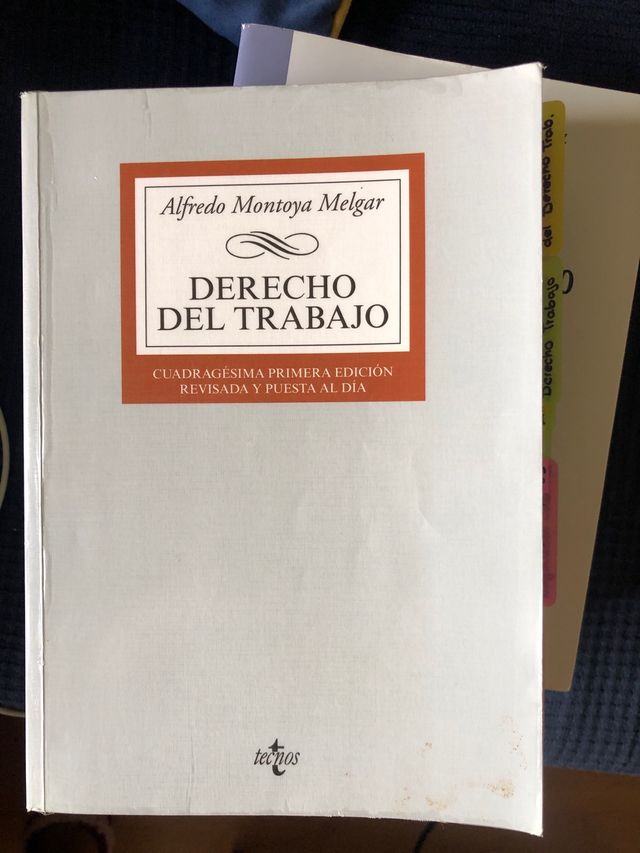 Alfredo Montoya Melgar
DERECHO
DEL TRABAJO
CUADRAGÉSIMA PRIMERA EDICIÓN
REVISADA Y PUESTA AL DÍA
tecnos
del Derecho Trab.
Derecho Trabajo